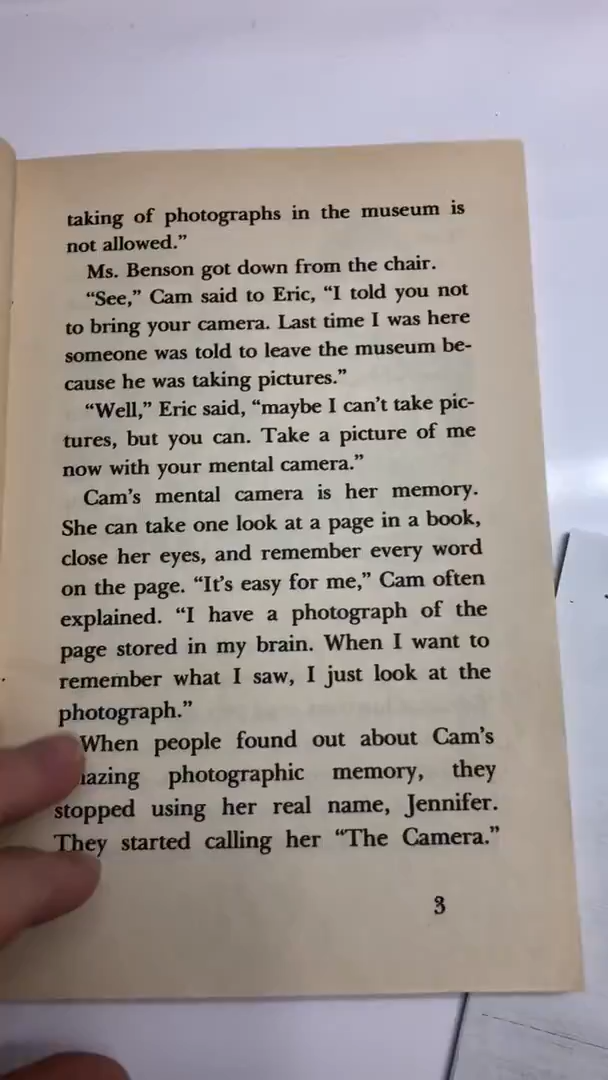 taking of photographs in the museum is
not allowed.”
Ms. Benson got down from the chair.
“See,” Cam said to Eric, “I told you not
to bring your camera. Last time I was here
someone was told to leave the museum be-
cause he was taking pictures.”
“Well,” Eric said, “maybe I can’t take pic-
tures, but you can. Take a picture of me
now with your mental camera.”
Cam’s mental camera is her memory.
She can take one look at a page in a book,
close her eyes, and remember every word
on the page. “It’s easy for me,” Cam often
explained. “I have a photograph of the
page stored in my brain. When I want to
remember what I saw, I just look at the
photograph.”
When people found out about Cam’s
azing photographic memory, they
stopped using her real name, Jennifer.
They started calling her “The Camera.”
3